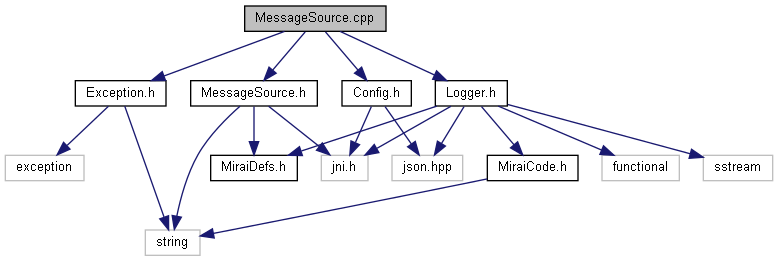 MessageSource.cpp
Exception.h
MessageSource.h
Config.h
Logger.h
exception
MiraiDefs.h
jni.h
json.hpp
MiraiCode.h
functional
sstream
string